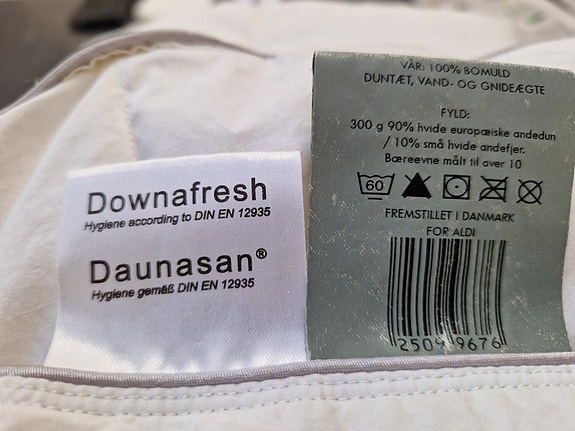 Downafresh
Hygiene according to DIN EN 12935
Daunasan®
Hygiene gemäß DIN EN 12935
VÅR: 100% BOMULD
DUNTÆT, VAND- OG GNIDEÆGTE
FYLD:
300 g 90% hvide europæiske andedun
/ 10% små hvide andefjer.
Bæreevne målt til over 10
60
FREMSTILLET I DANMARK
FOR ALDI